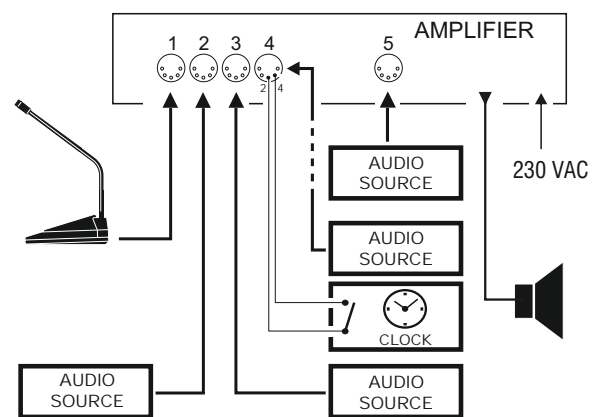 AMPLIFIER
1 2 3 4 5
2 4
AUDIO
SOURCE
230 VAC
AUDIO
SOURCE
CLOCK
AUDIO
SOURCE
AUDIO
SOURCE